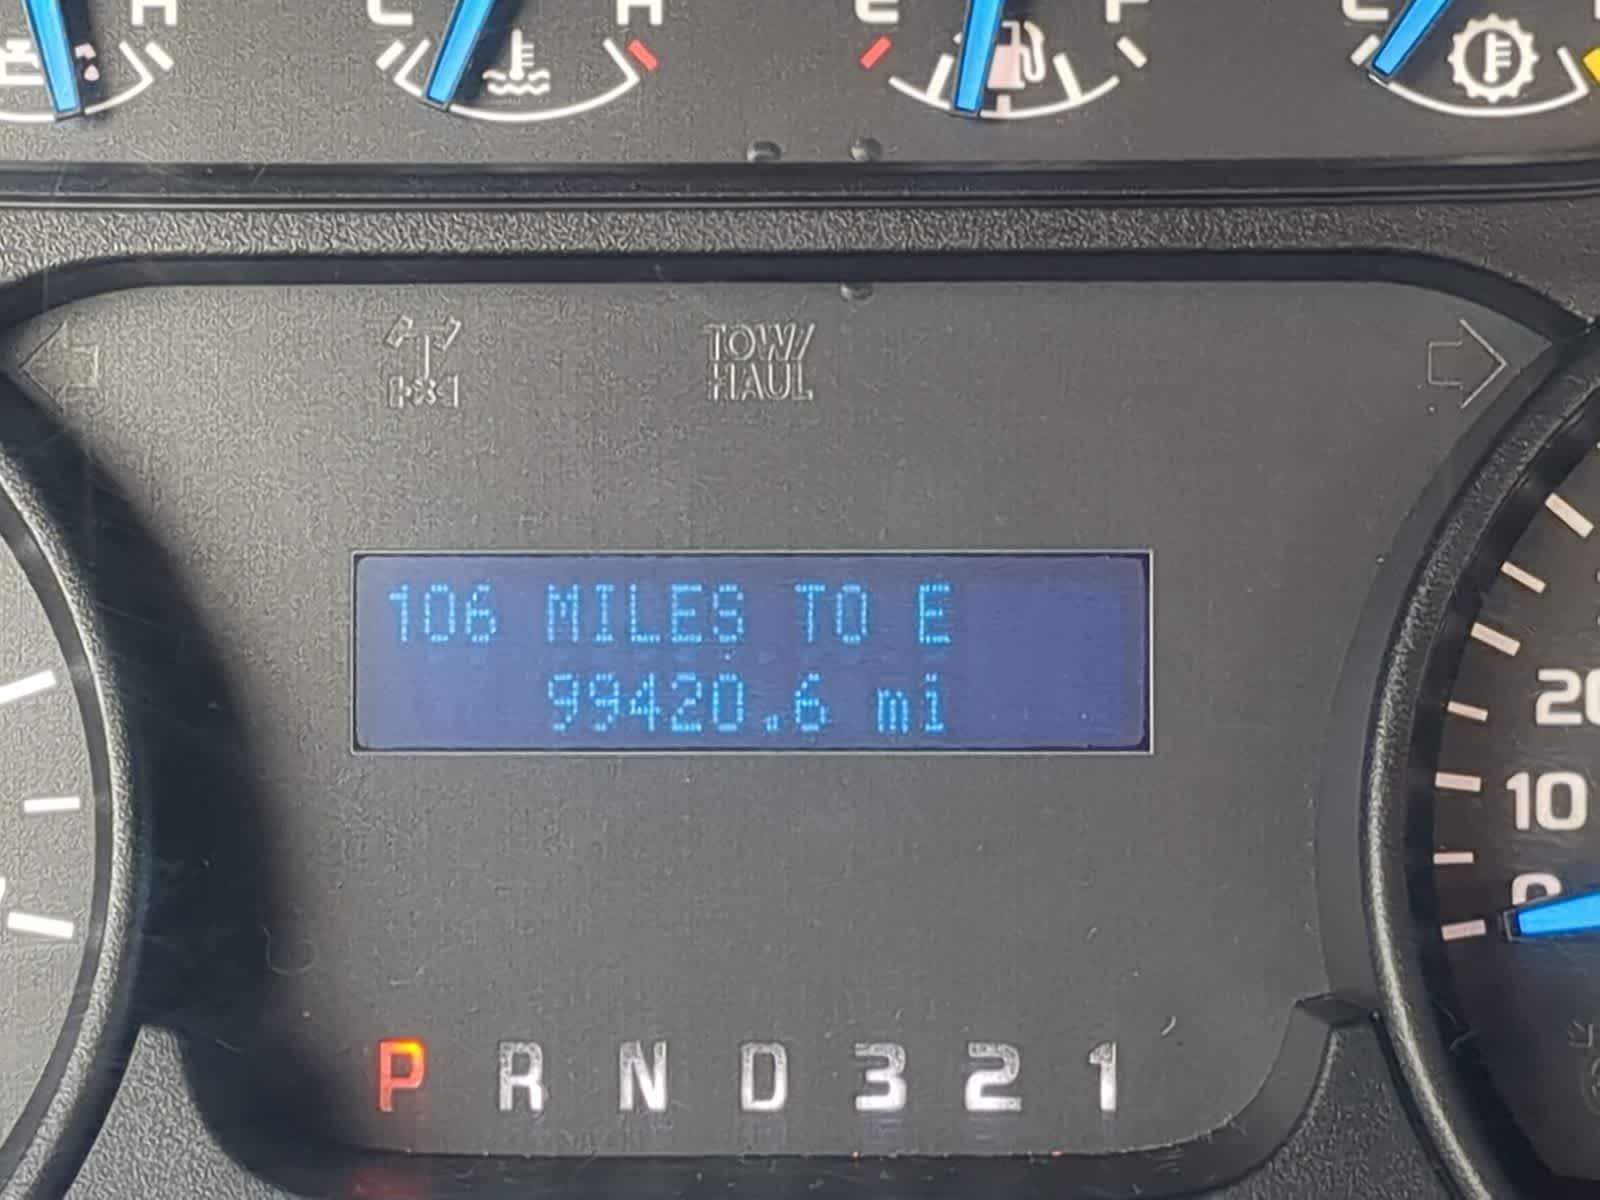 H C H E F C
TOW/
HAUL
106 MILES TO E
99420.6 mi
20
10
0
P R N D 3 2 1